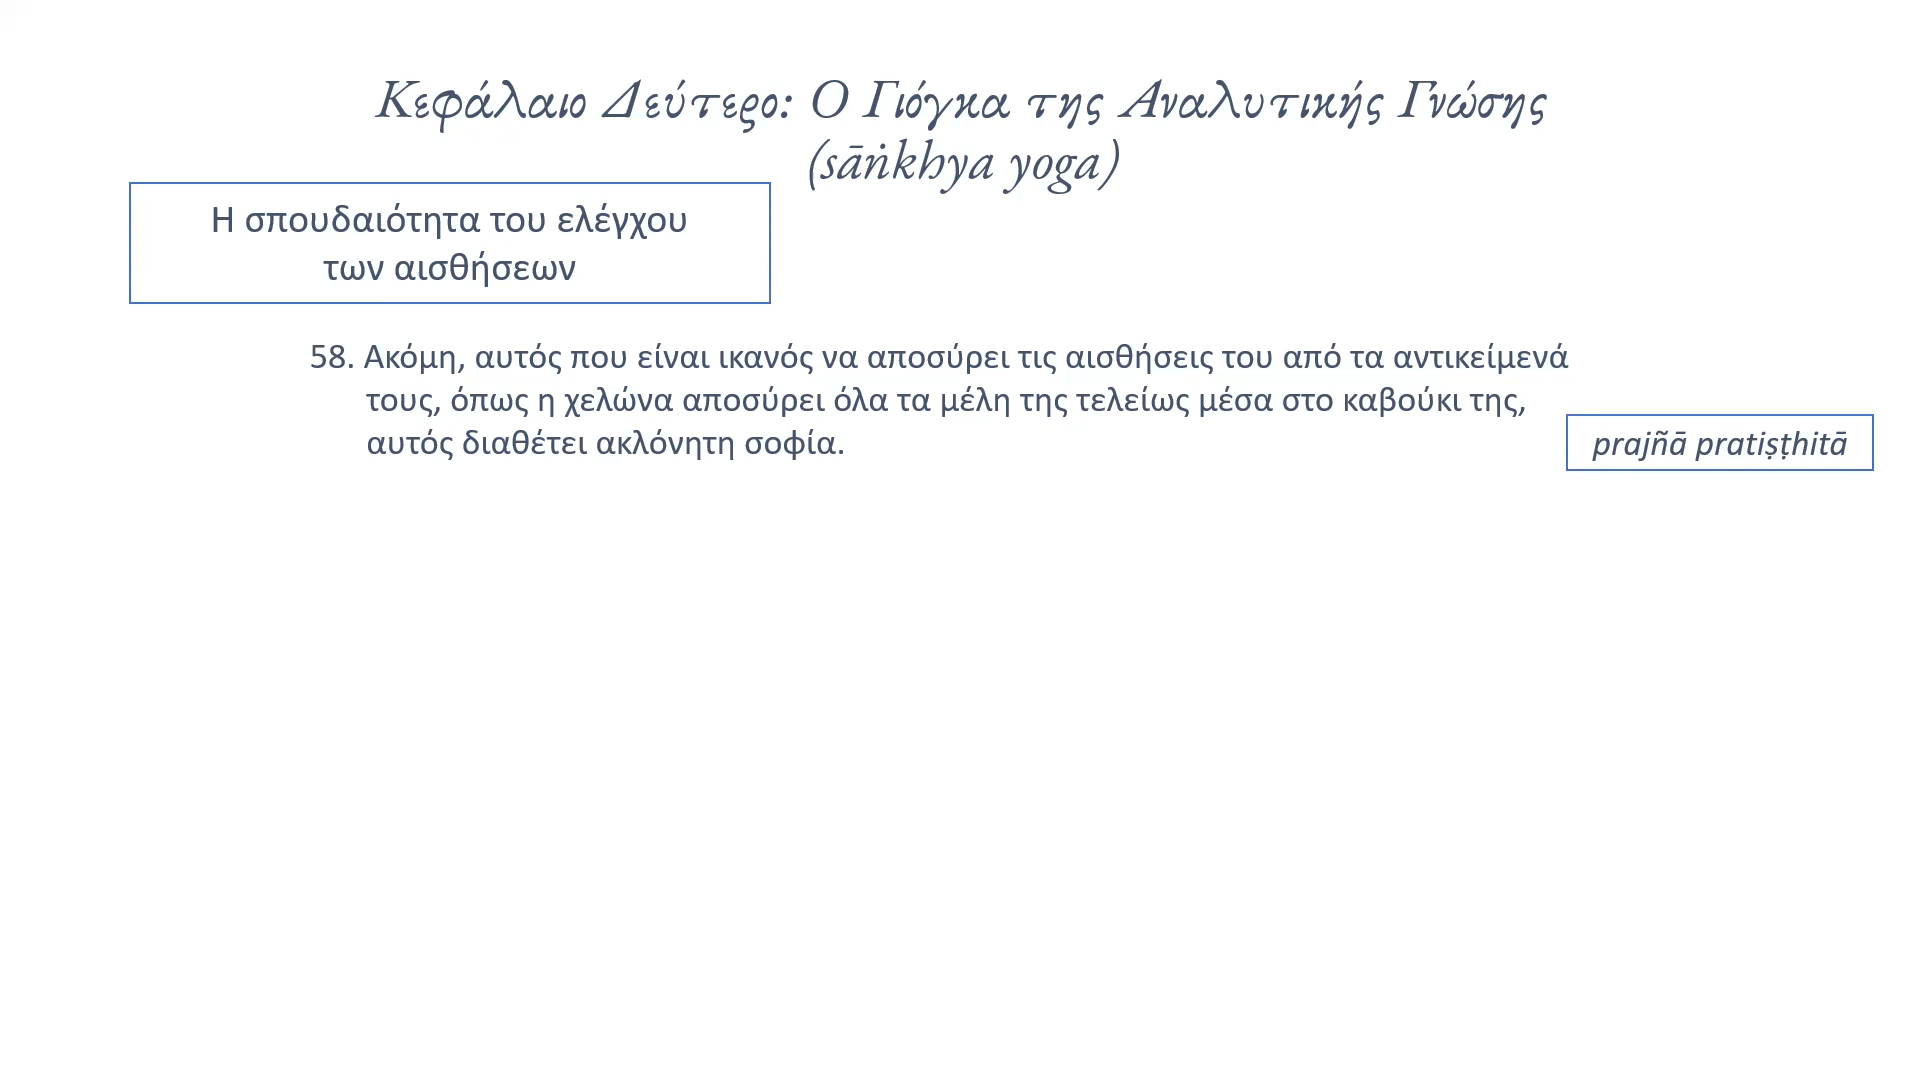 Κεφάλαιο Δεύτερο: Ο Γιόγκα της Αναλυτικής Γνώσης
(sāṅkhya yoga)
Η σπουδαιότητα του ελέγχου
των αισθήσεων
58. Ακόμη, αυτός που είναι ικανός να αποσύρει τις αισθήσεις του από τα αντικείμενά
τους, όπως η χελώνα αποσύρει όλα τα μέλη της τελείως μέσα στο καβούκι της,
αυτός διαθέτει ακλόνητη σοφία.
prajñā pratiṣṭhitā